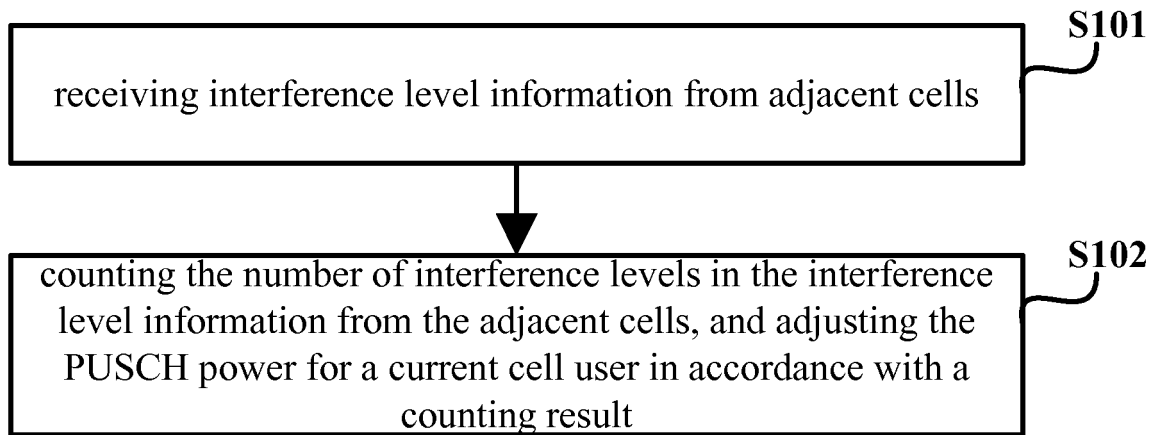 S101
receiving interference level information from adjacent cells
S102
counting the number of interference levels in the interference
level information from the adjacent cells, and adjusting the
PUSCH power for a current cell user in accordance with a
counting result